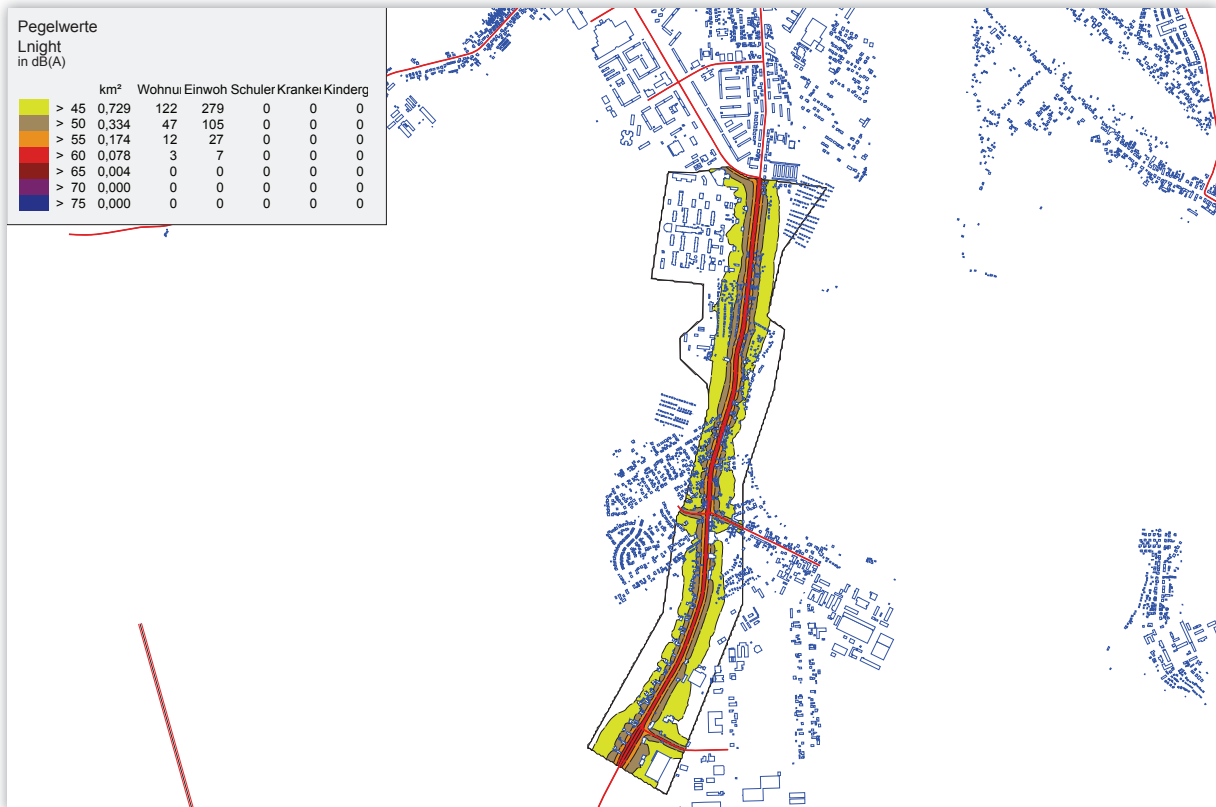 Pegelwerte
Lnight
in dB(A)
km² Wohnu Einwoh Schuler Kranke Kinderg
> 45 0,729 122 279 0 0 0
> 50 0,334 47 105 0 0 0
> 55 0,174 12 27 0 0 0
> 60 0,078 3 7 0 0 0
> 65 0,004 0 0 0 0 0
> 70 0,000 0 0 0 0 0
> 75 0,000 0 0 0 0 0